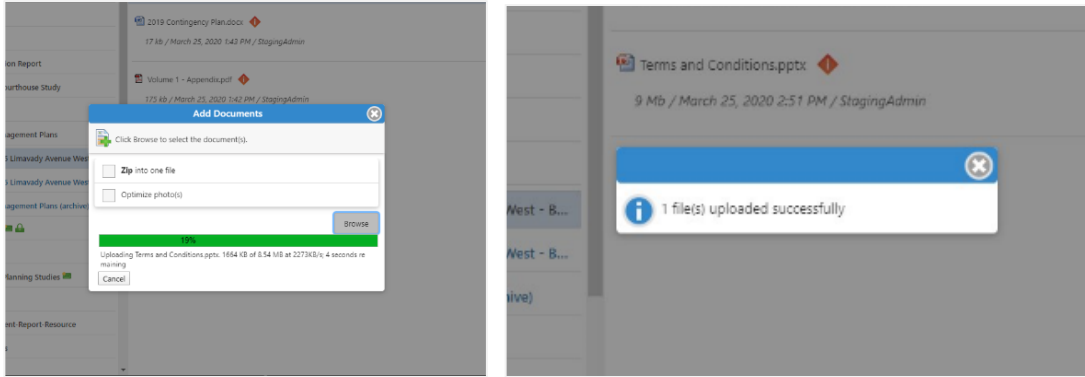 2019 Contingency Plan.docx
17 kb / March 25, 2020 1:42 PM / StagingAdmin
ion Report
Volume 1 - Appendix.pdf
ourthouse Study
175 kb / March 25, 2020 1:42 PM / StagingAdmin
Add Documents
Click Browse to select the document(s).
agement Plans
Limavady Avenue Wes
Zip into one file
Limavady Avenue Wes
Optimize photo(s)
agement Plans (archive)
Browse
19%
Uploading Terms and Conditions.pptx. 1664 KB of 8.54 MB at 2273KB/s; 4 seconds re
maining
Planning Studies
Cancel
ent-Report-Resource
s
Terms and Conditions.pptx
9 Mb / March 25, 2020 2:51 PM / StagingAdmin
1 file(s) uploaded successfully
West - B...
West - B...
hive)